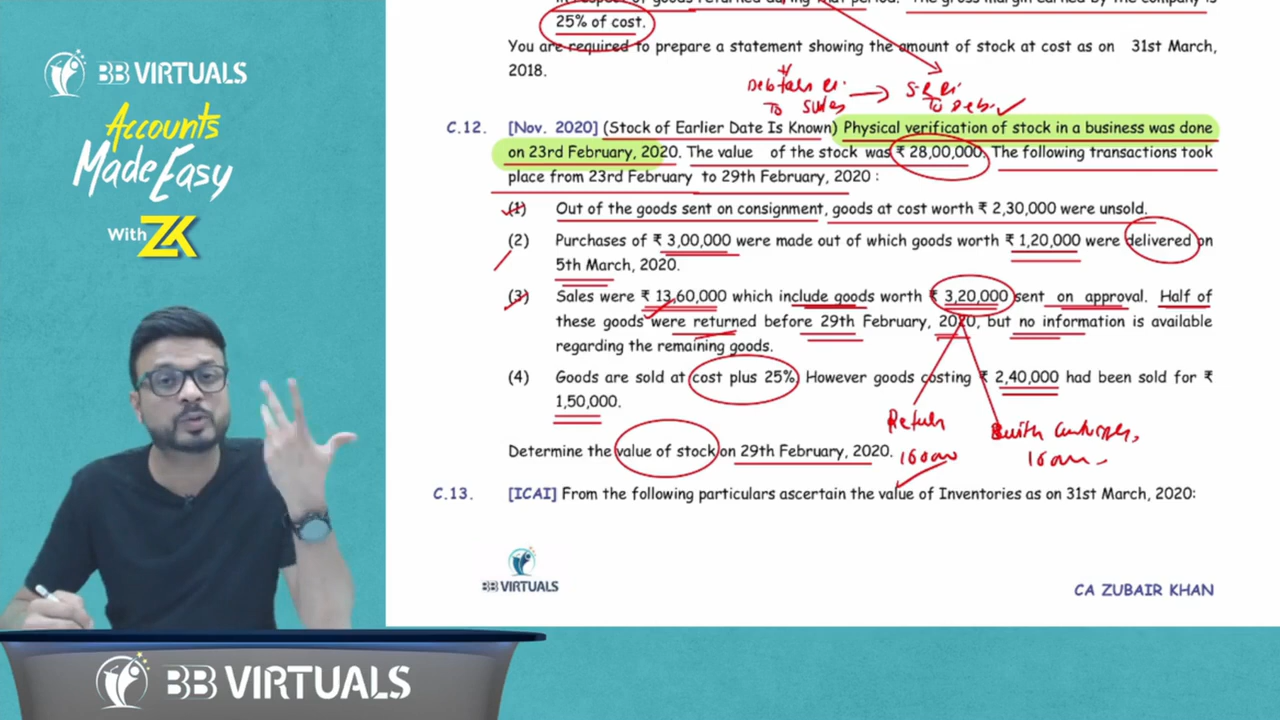 BB VIRTUALS
Accounts
Made Easy
With ZK
25% of cost.
You are required to prepare a statement showing the amount of stock at cost as on 31st March,
2018.
To Sales
C.12. [Nov. 2020] (Stock of Earlier Date Is Known) Physical verification of stock in a business was done
on 23rd February, 2020. The value of the stock was ₹ 28,00,000. The following transactions took
place from 23rd February to 29th February, 2020 :
(1) Out of the goods sent on consignment, goods at cost worth ₹ 2,30,000 were unsold.
(2) Purchases of ₹ 3,00,000 were made out of which goods worth ₹ 1,20,000 were delivered on
5th March, 2020.
(3) Sales were ₹ 13,60,000 which include goods worth ₹ 3,20,000 sent on approval. Half of
these goods were returned before 29th February, 2020, but no information is available
regarding the remaining goods.
(4) Goods are sold at cost plus 25%. However goods costing ₹ 2,40,000 had been sold for ₹
1,50,000.
Determine the value of stock on 29th February, 2020.
C.13. [ICAI] From the following particulars ascertain the value of Inventories as on 31st March, 2020:
BB VIRTUALS
CA ZUBAIR KHAN
BB VIRTUALS